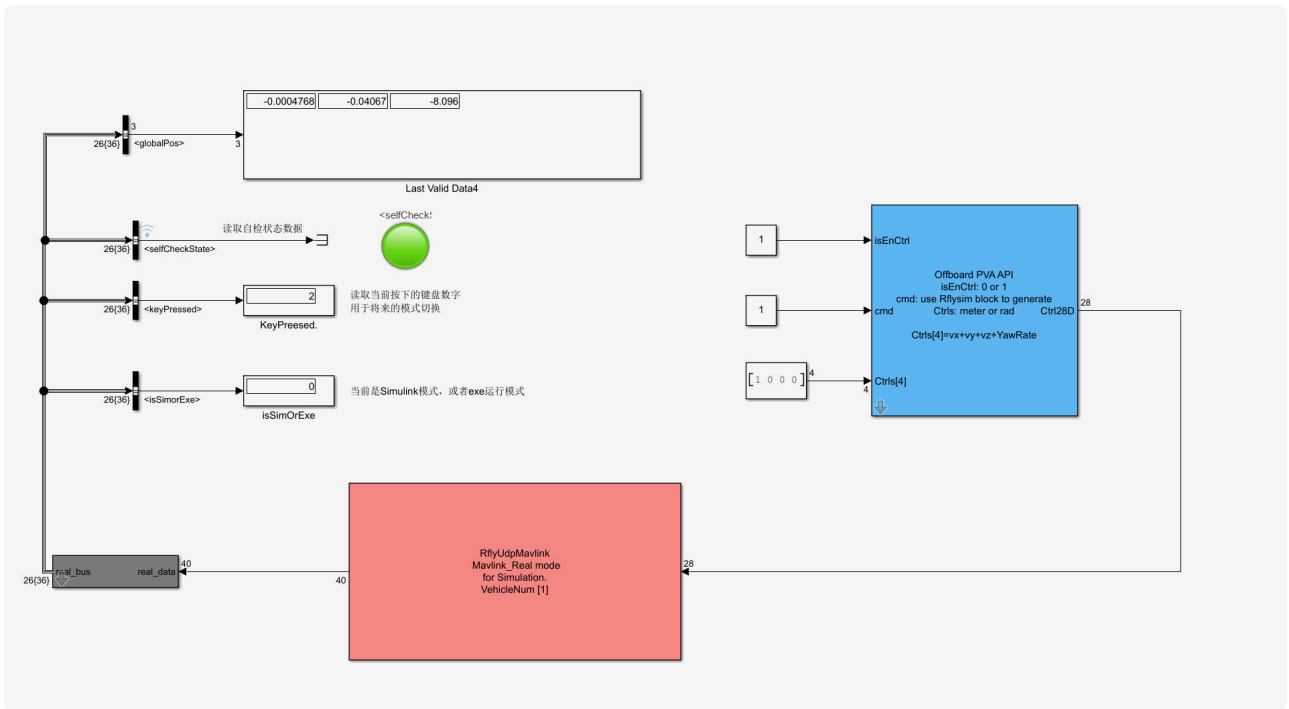 -0.0004768 -0.04067 -8.096
3
26{36}
<globalPos>
3
Last Valid Data4
<selfCheckS
读取自检状态数据
26{36}
<selfCheckState>
2
读取当前按下的键盘数字
用于将来的模式切换
26{36}
<keyPressed>
KeyPreesed.
0
当前是Simulink模式，或者exe运行模式
26{36}
<isSimorExe>
isSimOrExe
1
isEnCtrl
Offboard PVA API
isEnCtrl: 0 or 1
cmd: use Rflysim block to generate
Ctrls: meter or rad
Ctrls[4]=vx+vy+vz+YawRate
1
cmd
Ctrl28D
28
[1 0 0 0]
4
4
Ctrls[4]
RflyUdpMavlink
Mavlink_Real mode
for Simulation.
VehicleNum [1]
28
40
real_bus
real_data
40
26{36}